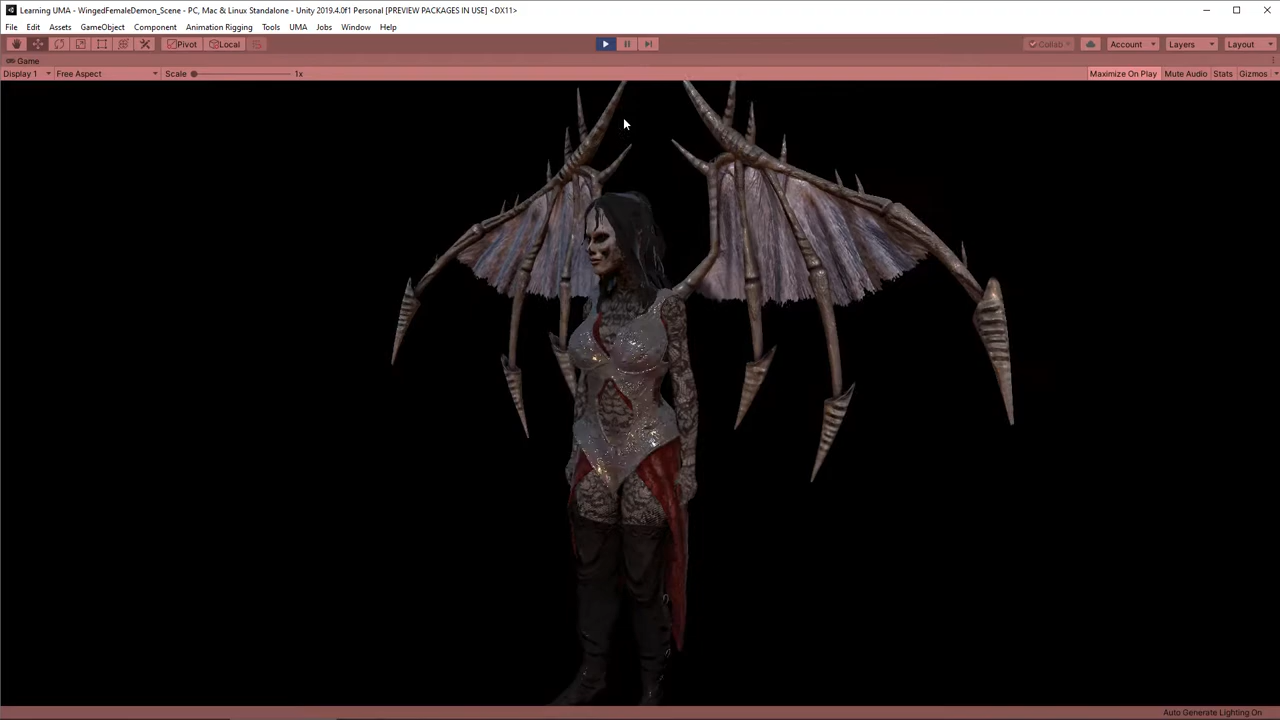 Learning UMA - WingedFemaleDemon_Scene - PC, Mac & Linux Standalone - Unity 2019.4.0f1 Personal [PREVIEW PACKAGES IN USE] <DX11>
File Edit Assets GameObject Component Animation Rigging Tools UMA Jobs Window Help
Pivot Local Collab Account Layers Layout
Game
Display 1 Free Aspect Scale 1x Maximize On Play Mute Audio Stats Gizmos
Auto Generate Lighting On